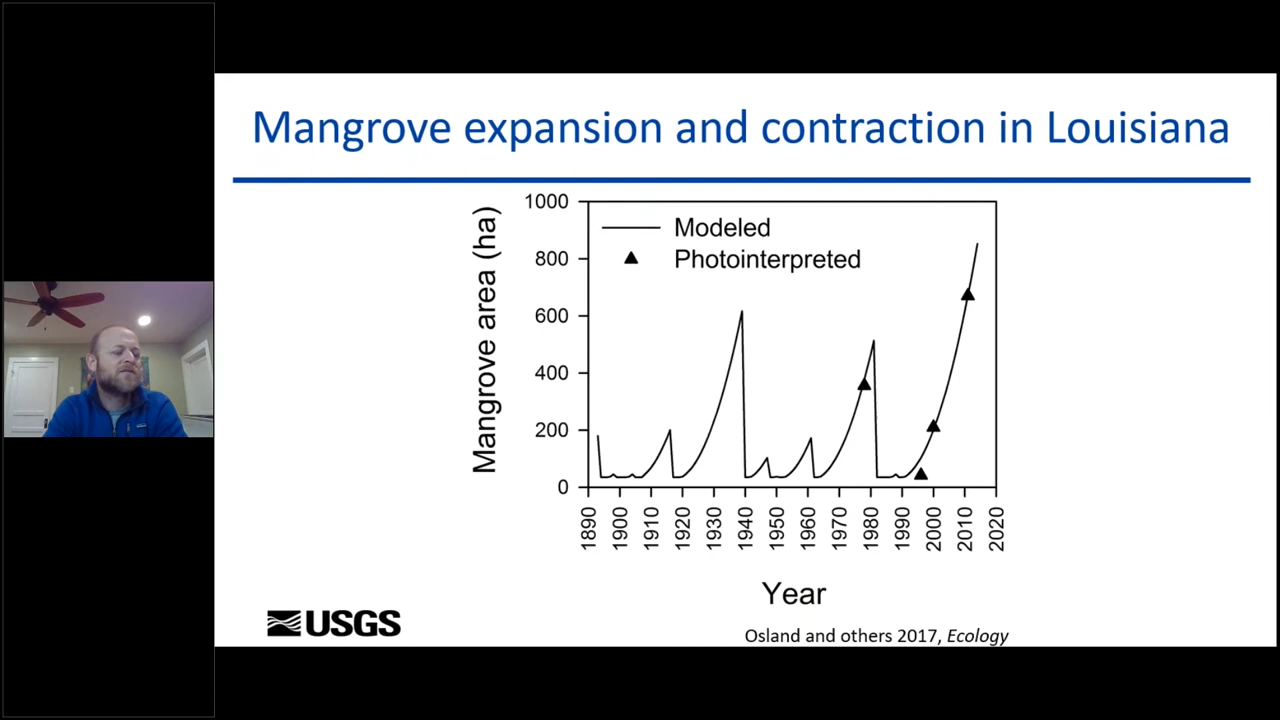 Mangrove expansion and contraction in Louisiana
Mangrove area (ha)
1000
800
600
400
200
0
Modeled
Photointerpreted
1890
1900
1910
1920
1930
1940
1950
1960
1970
1980
1990
2000
2010
2020
Year
USGS
Osland and others 2017, Ecology